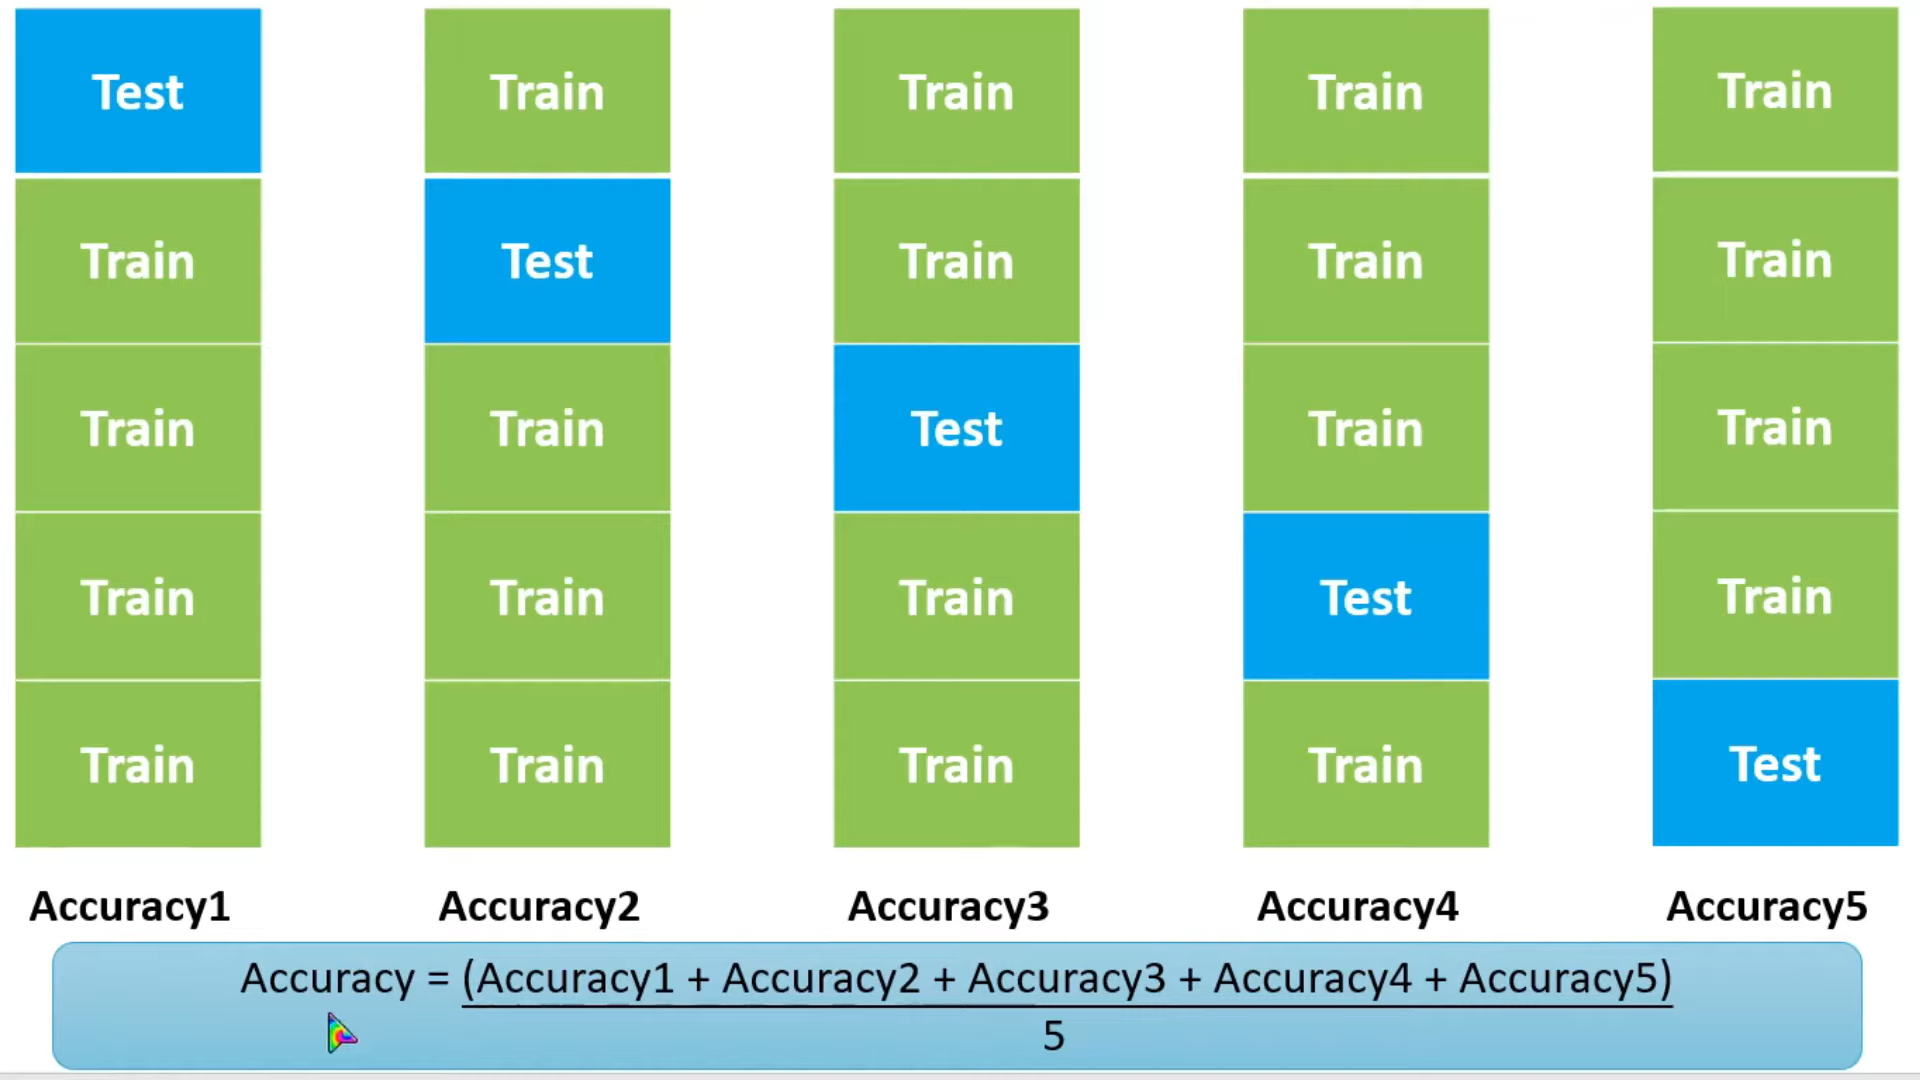 Test Train Train Train Train
Train Test Train Train Train
Train Train Test Train Train
Train Train Train Test Train
Train Train Train Train Test
Accuracy1 Accuracy2 Accuracy3 Accuracy4 Accuracy5
Accuracy = (Accuracy1 + Accuracy2 + Accuracy3 + Accuracy4 + Accuracy5)
5